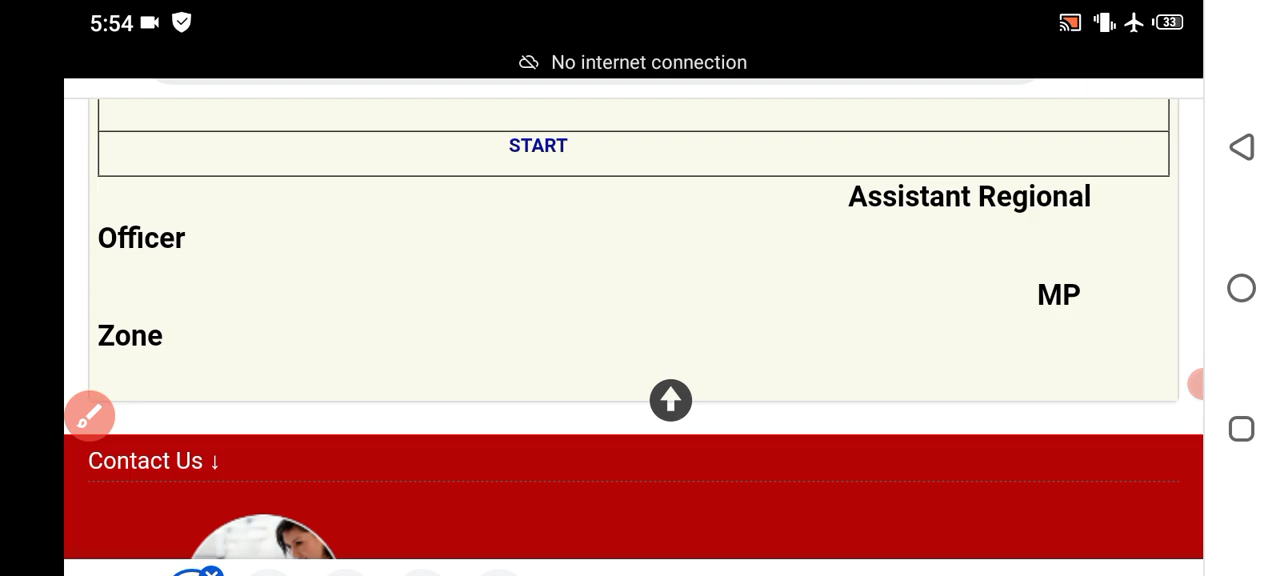 5:54
33
No internet connection
START
Assistant Regional
Officer
MP
Zone
Contact Us ↓